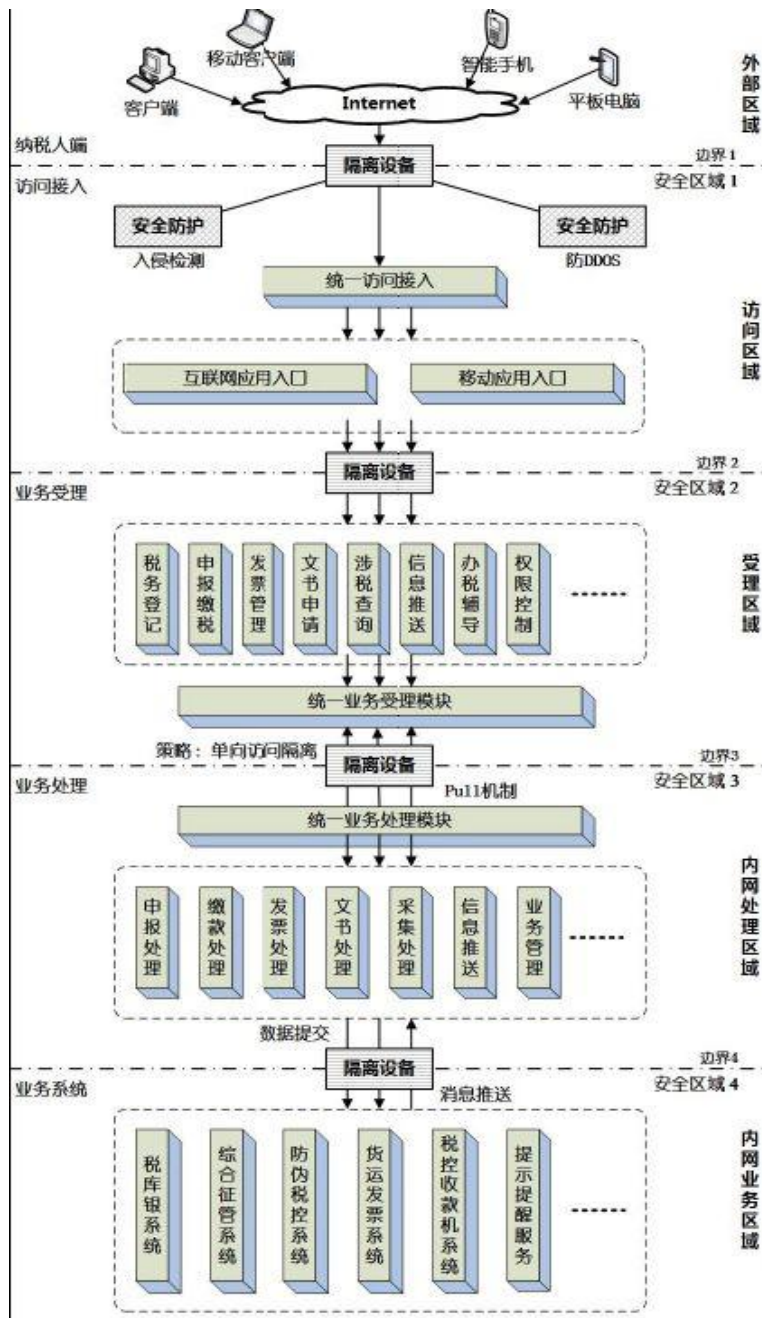 移动客户端
智能手机
客户端
Internet
平板电脑
外部区域
纳税人端
边界1
隔离设备
访问接入
安全区域 1
安全防护
安全防护
入侵检测
防DDOS
统一访问接入
访问区域
互联网应用入口
移动应用入口
边界2
隔离设备
业务受理
安全区域 2
税务登记
申报缴税
发票管理
文书申请
涉税查询
信息推送
办税辅导
权限控制
受理区域
统一业务受理模块
策略：单向访问隔离
隔离设备
边界3
业务处理
安全区域 3
Pull机制
统一业务处理模块
申报处理
缴款处理
发票处理
文书处理
采集处理
信息推送
业务管理
内网处理区域
数据提交
隔离设备
边界4
业务系统
安全区域 4
消息推送
税库银系统
综合征管系统
防伪税控系统
货运发票系统
税控收款机系统
提示提醒服务
内网业务区域